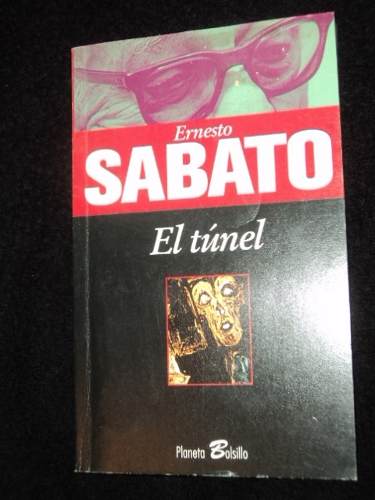 Ernesto
SABATO
El túnel
Planeta Bolsillo